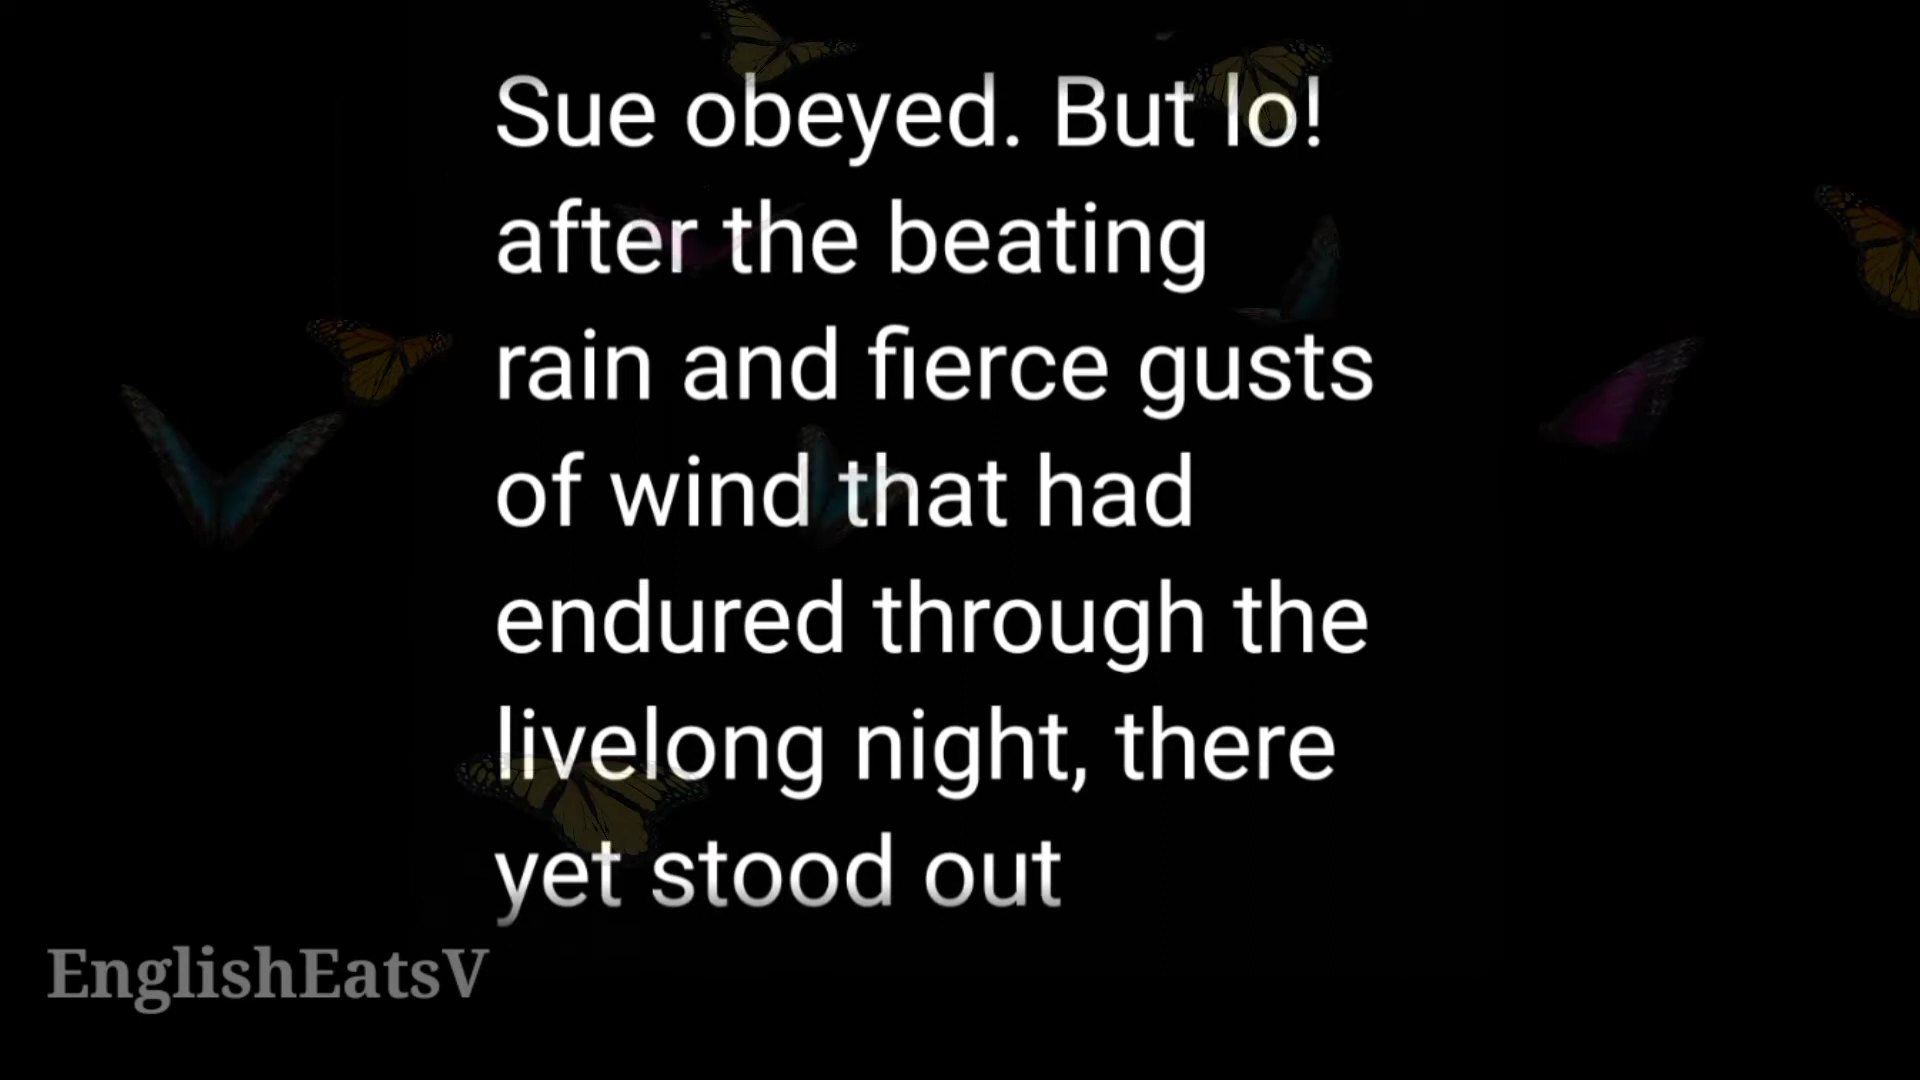 Sue obeyed. But lo!
after the beating
rain and fierce gusts
of wind that had
endured through the
livelong night, there
yet stood out
EnglishEatsV